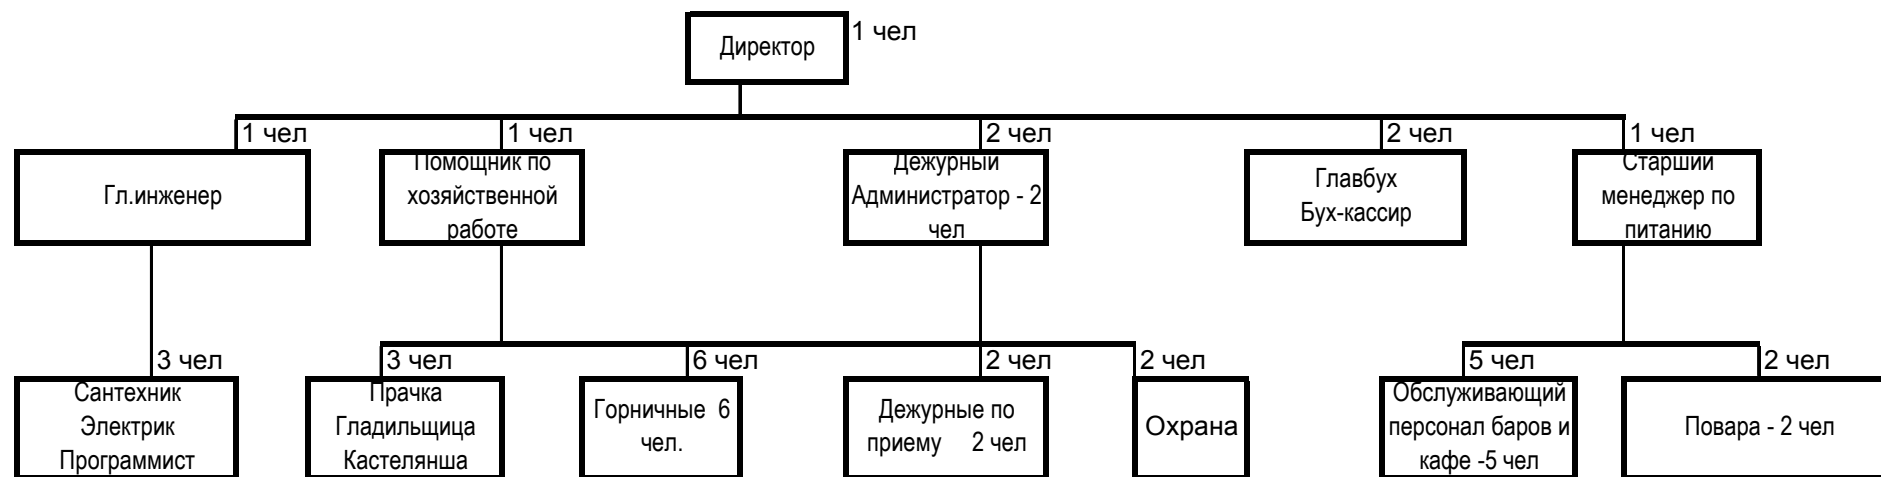 Директор
1 чел
1 чел
1 чел
2 чел
2 чел
1 чел
Гл.инженер
Помощник по
хозяйственной
работе
Дежурный
Администратор - 2
чел
Главбух
Бух-кассир
Старший
менеджер по
питанию
3 чел
3 чел
6 чел
2 чел
2 чел
5 чел
2 чел
Сантехник
Электрик
Программист
Прачка
Гладильщица
Кастелянша
Горничные 6
чел.
Дежурные по
приему 2 чел
Охрана
Обслуживающий
персонал баров и
кафе -5 чел
Повара - 2 чел